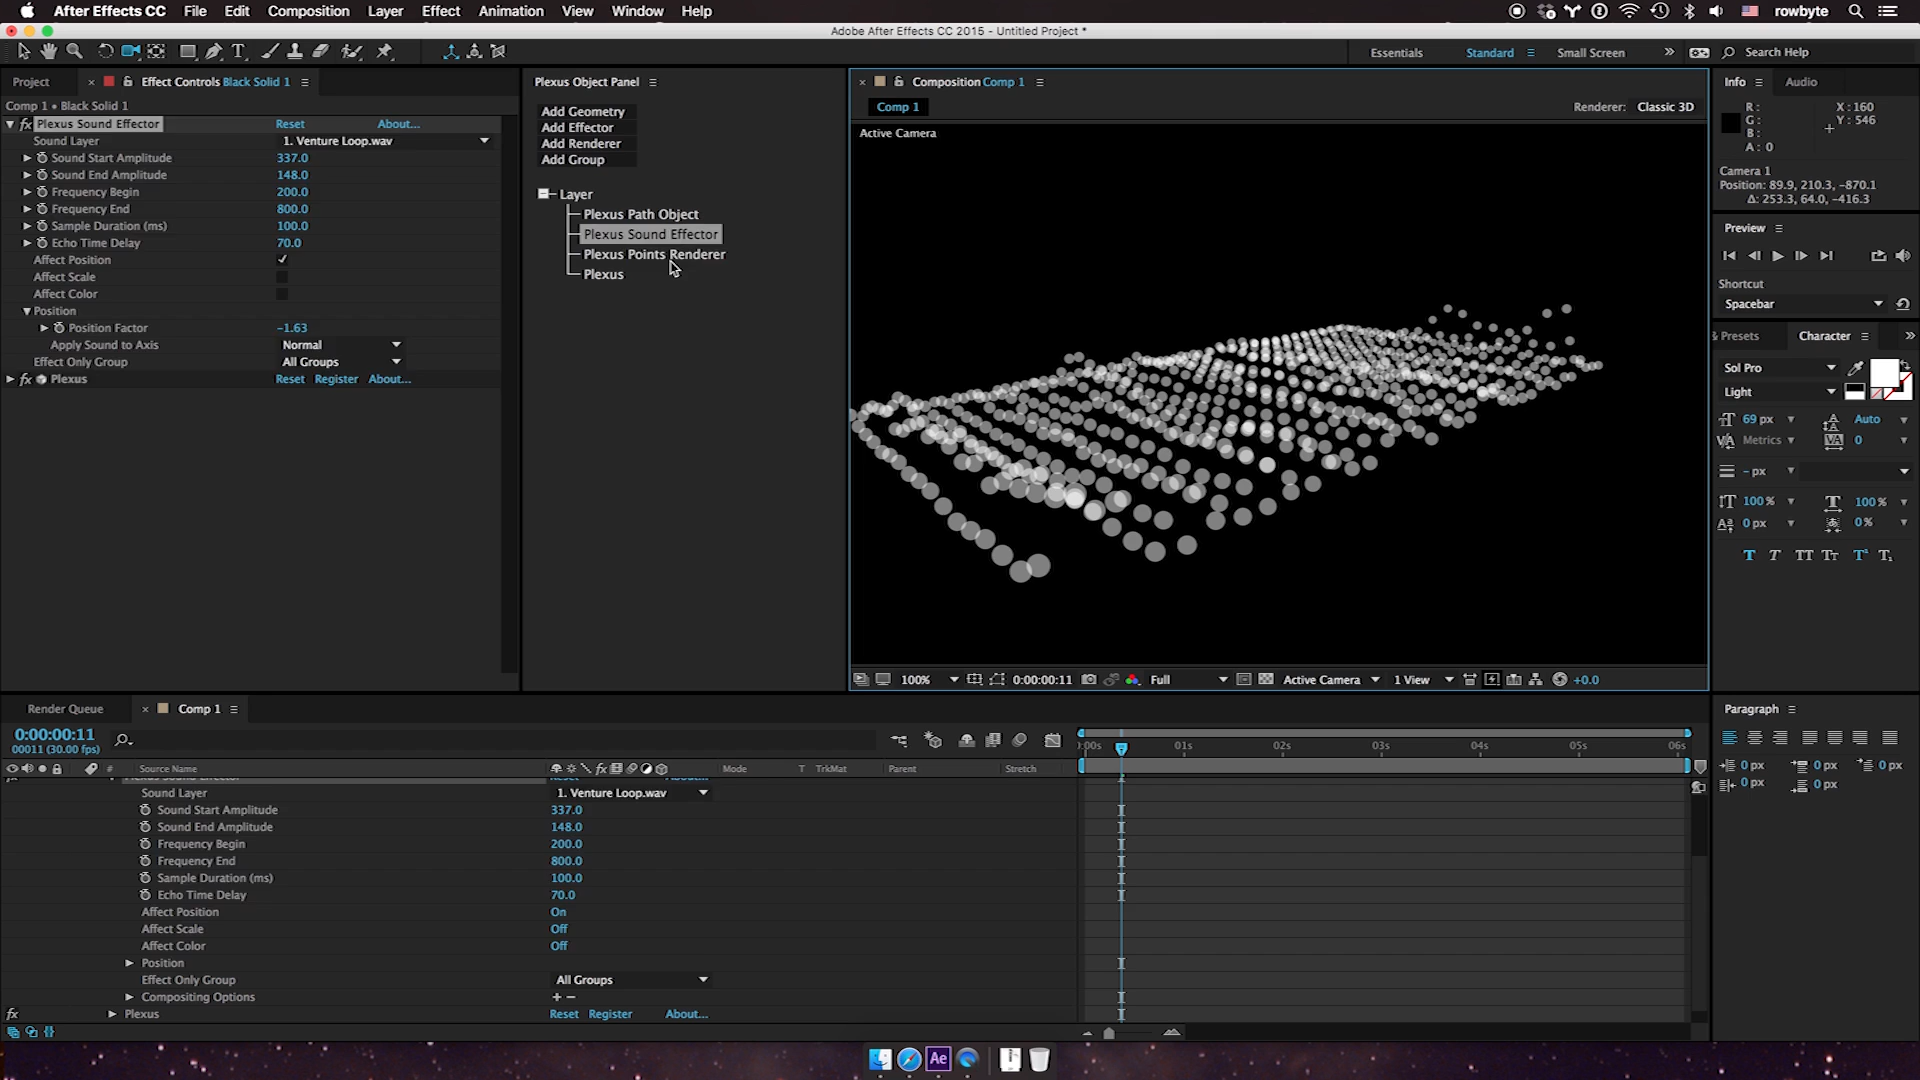 After Effects CC File Edit Composition Layer Effect Animation View Window Help rowbyte
Adobe After Effects CC 2015 - Untitled Project *
Essentials Standard Small Screen Search Help
Project Effect Controls Black Solid 1
Comp 1 • Black Solid 1
fx Plexus Sound Effector Reset About...
Sound Layer 1. Venture Loop.wav
Sound Start Amplitude 337.0
Sound End Amplitude 148.0
Frequency Begin 200.0
Frequency End 800.0
Sample Duration (ms) 100.0
Echo Time Delay 70.0
Affect Position
Affect Scale
Affect Color
Position
Position Factor -1.63
Apply Sound to Axis Normal
Effect Only Group All Groups
fx Plexus Reset Register About...
Plexus Object Panel
Add Geometry
Add Effector
Add Renderer
Add Group
Layer
Plexus Path Object
Plexus Sound Effector
Plexus Points Renderer
Plexus
Composition Comp 1
Comp 1 Renderer: Classic 3D
Active Camera
100% 0:00:00:11 Full Active Camera 1 View +0.0
Info Audio
R: X: 160
G: Y: 546
B:
A: 0
Camera 1
Position: 89.9, 210.3, -870.1
Δ: 253.3, 64.0, -416.3
Preview
Shortcut
Spacebar
& Presets Character
Sol Pro
Light
69 px Auto
Metrics 0
- px
100 % 100 %
0 px 0 %
T T TT Tt T¹ T₁
Paragraph
0 px 0 px 0 px
0 px 0 px
Render Queue Comp 1
0:00:00:11
00011 (30.00 fps)
# Source Name fx Mode T TrkMat Parent Stretch
:00s 01s 02s 03s 04s 05s 06s
Sound Layer 1. Venture Loop.wav
Sound Start Amplitude 337.0
Sound End Amplitude 148.0
Frequency Begin 200.0
Frequency End 800.0
Sample Duration (ms) 100.0
Echo Time Delay 70.0
Affect Position On
Affect Scale Off
Affect Color Off
Position
Effect Only Group All Groups
Compositing Options + −
fx Plexus Reset Register About...
Ae